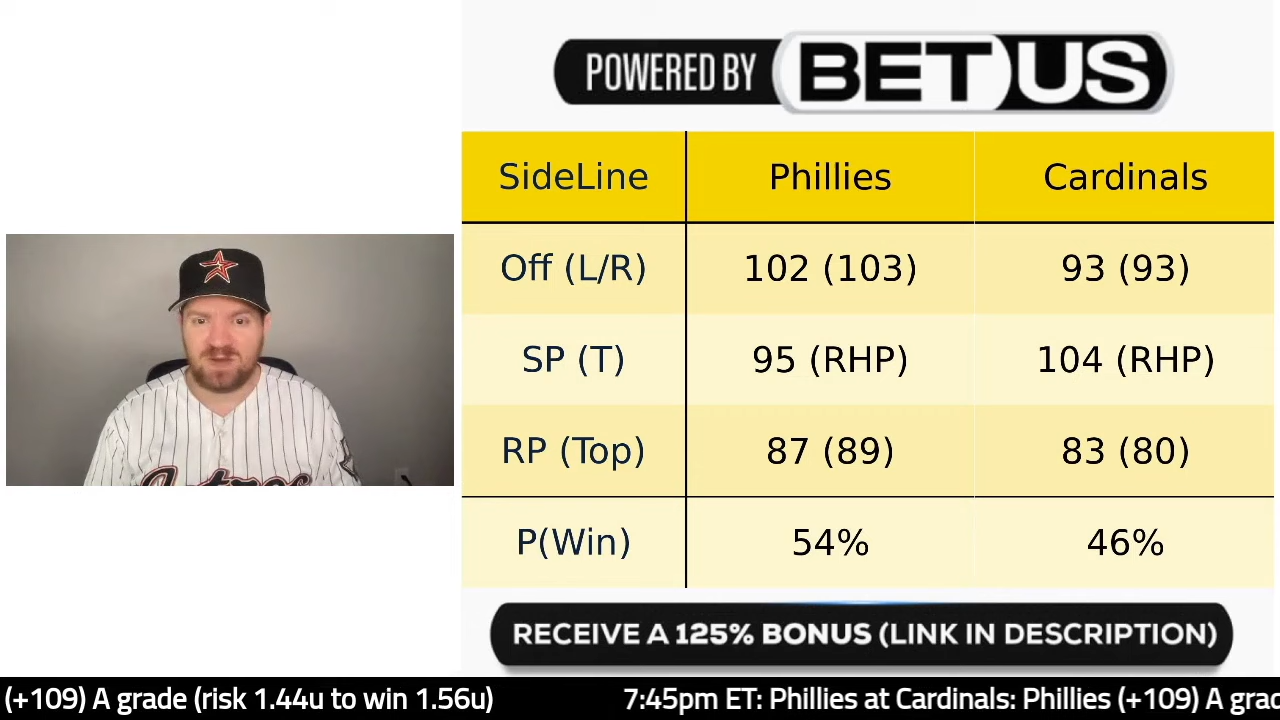 POWERED BY BETUS
SideLine Phillies Cardinals
Off (L/R) 102 (103) 93 (93)
SP (T) 95 (RHP) 104 (RHP)
RP (Top) 87 (89) 83 (80)
P(Win) 54% 46%
RECEIVE A 125% BONUS (LINK IN DESCRIPTION)
(+109) A grade (risk 1.44u to win 1.56u) 7:45pm ET: Phillies at Cardinals: Phillies (+109) A grad